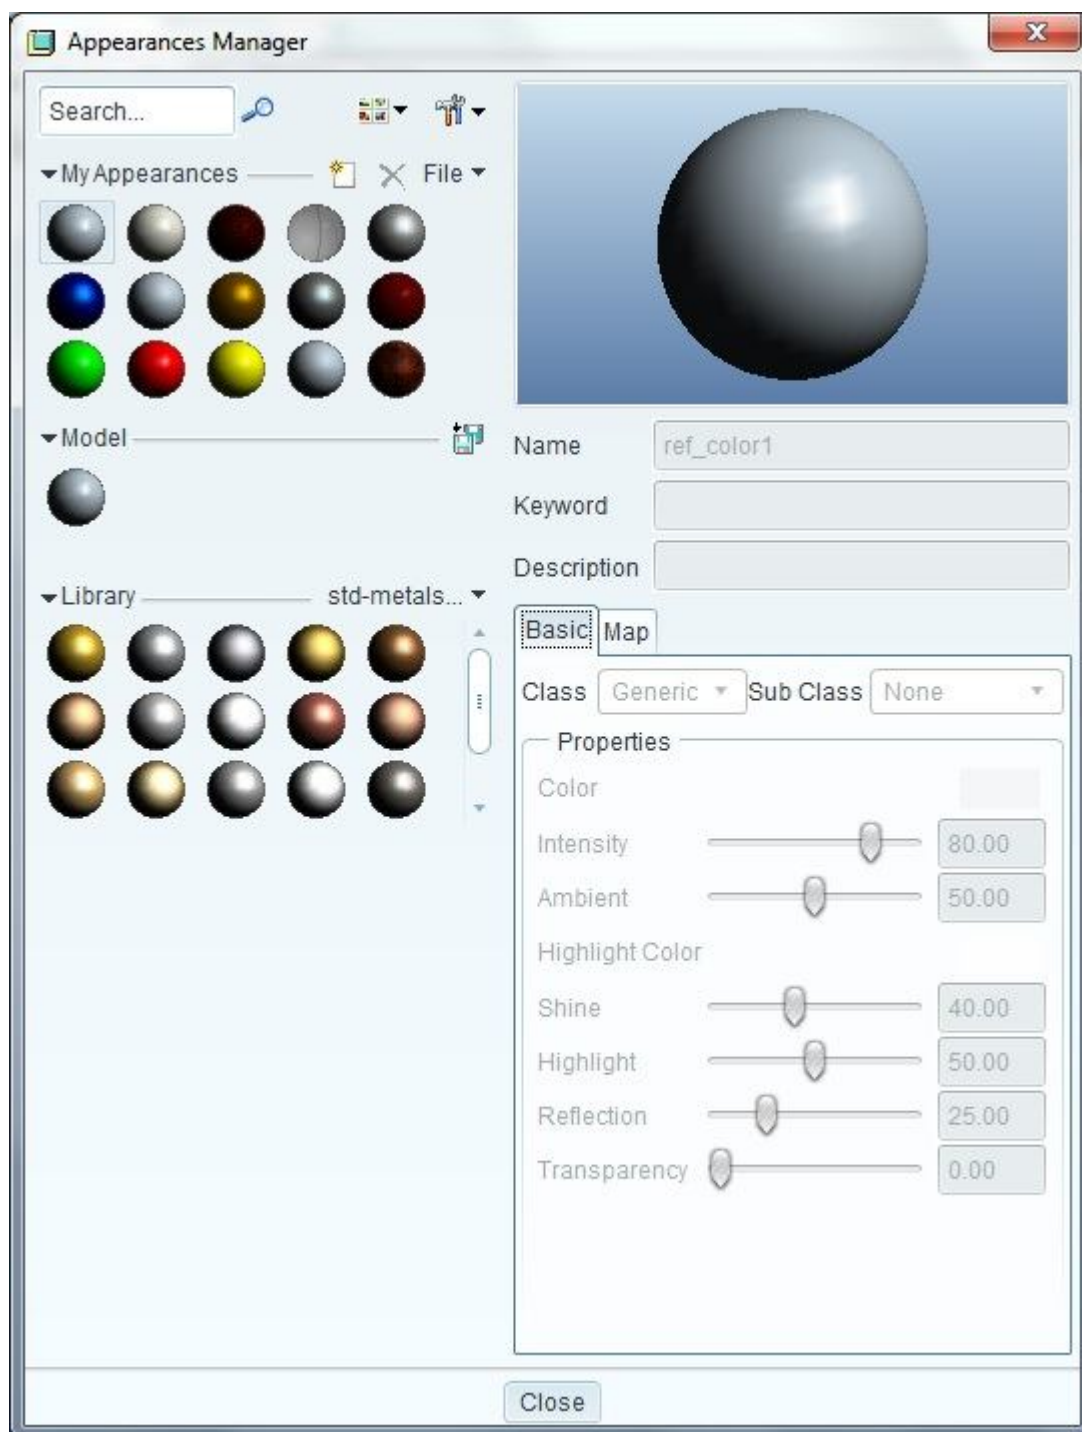 Appearances Manager
Search...
My Appearances File
Model
Library std-metals...
Name ref_color1
Keyword
Description
Basic Map
Class Generic Sub Class None
Properties
Color
Intensity 80.00
Ambient 50.00
Highlight Color
Shine 40.00
Highlight 50.00
Reflection 25.00
Transparency 0.00
Close